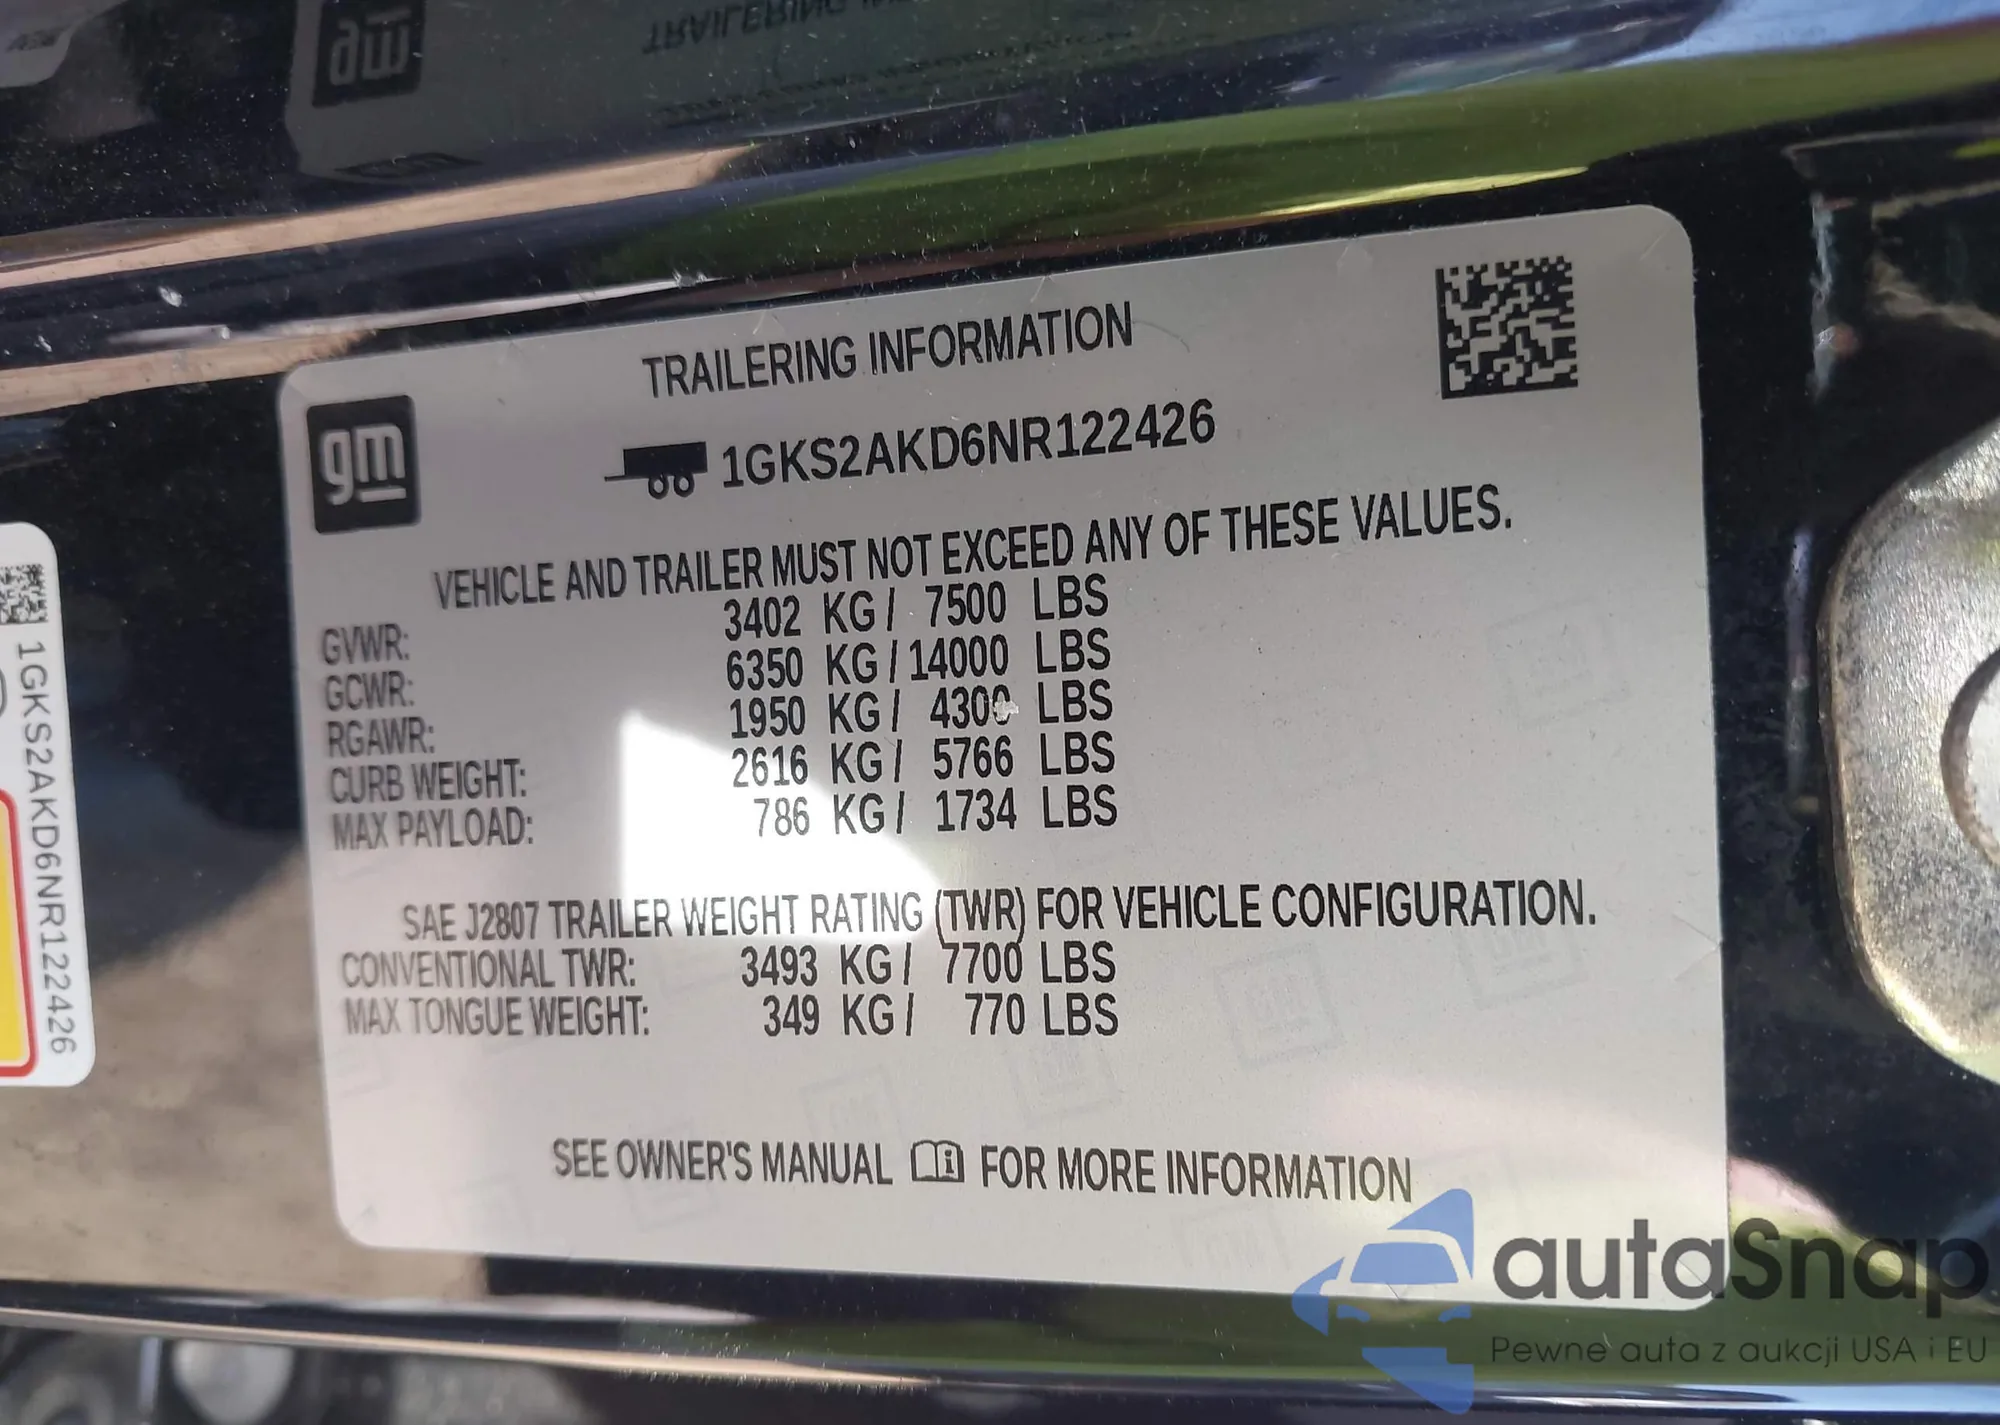 TRAILERING
gm
TRAILERING INFORMATION
1GKS2AKD6NR122426
VEHICLE AND TRAILER MUST NOT EXCEED ANY OF THESE VALUES.
GVWR: 3402 KG / 7500 LBS
GCWR: 6350 KG / 14000 LBS
RGAWR: 1950 KG / 4300 LBS
CURB WEIGHT: 2616 KG / 5766 LBS
MAX PAYLOAD: 786 KG / 1734 LBS
SAE J2807 TRAILER WEIGHT RATING (TWR) FOR VEHICLE CONFIGURATION.
CONVENTIONAL TWR: 3493 KG / 7700 LBS
MAX TONGUE WEIGHT: 349 KG / 770 LBS
SEE OWNER'S MANUAL FOR MORE INFORMATION
1GKS2AKD6NR122426
autaSnap
Pewne auta z aukcji USA i EU